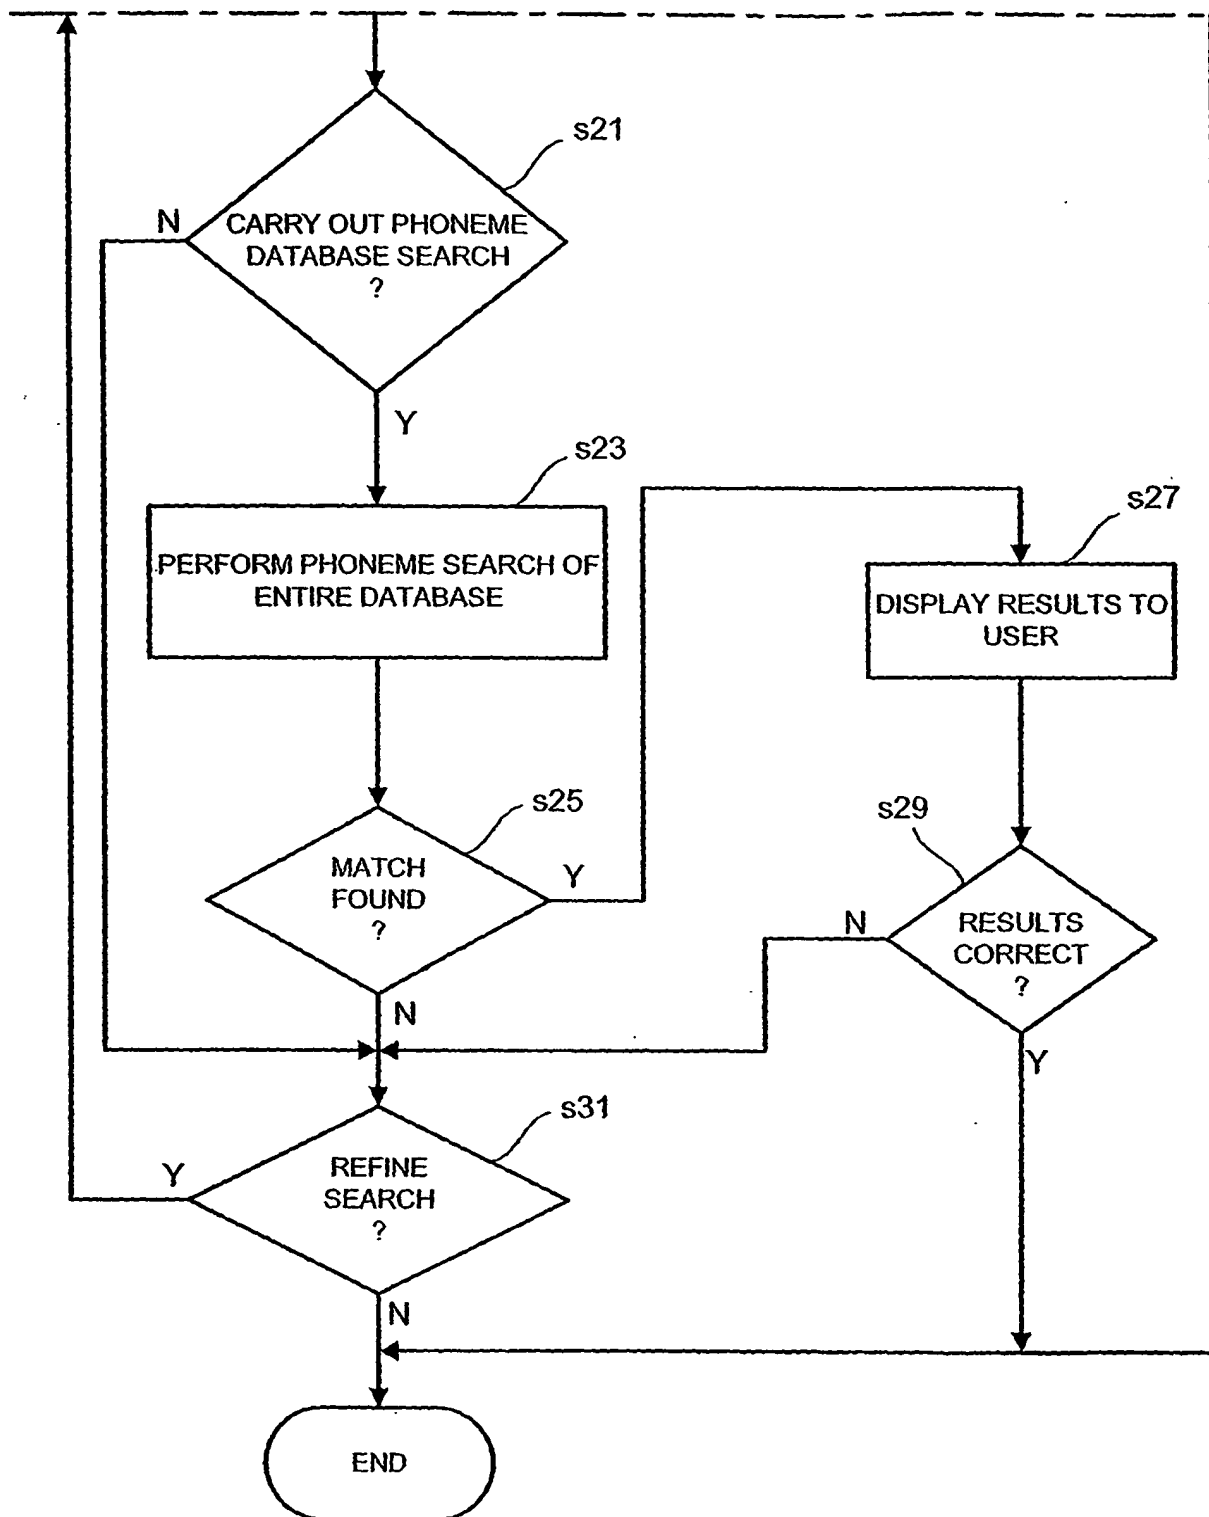 s21
N
CARRY OUT PHONEME
DATABASE SEARCH
?
Y
s23
PERFORM PHONEME SEARCH OF
ENTIRE DATABASE
s27
DISPLAY RESULTS TO
USER
s25
MATCH
FOUND
?
Y
N
s29
N
RESULTS
CORRECT
?
Y
s31
Y
REFINE
SEARCH
?
N
END